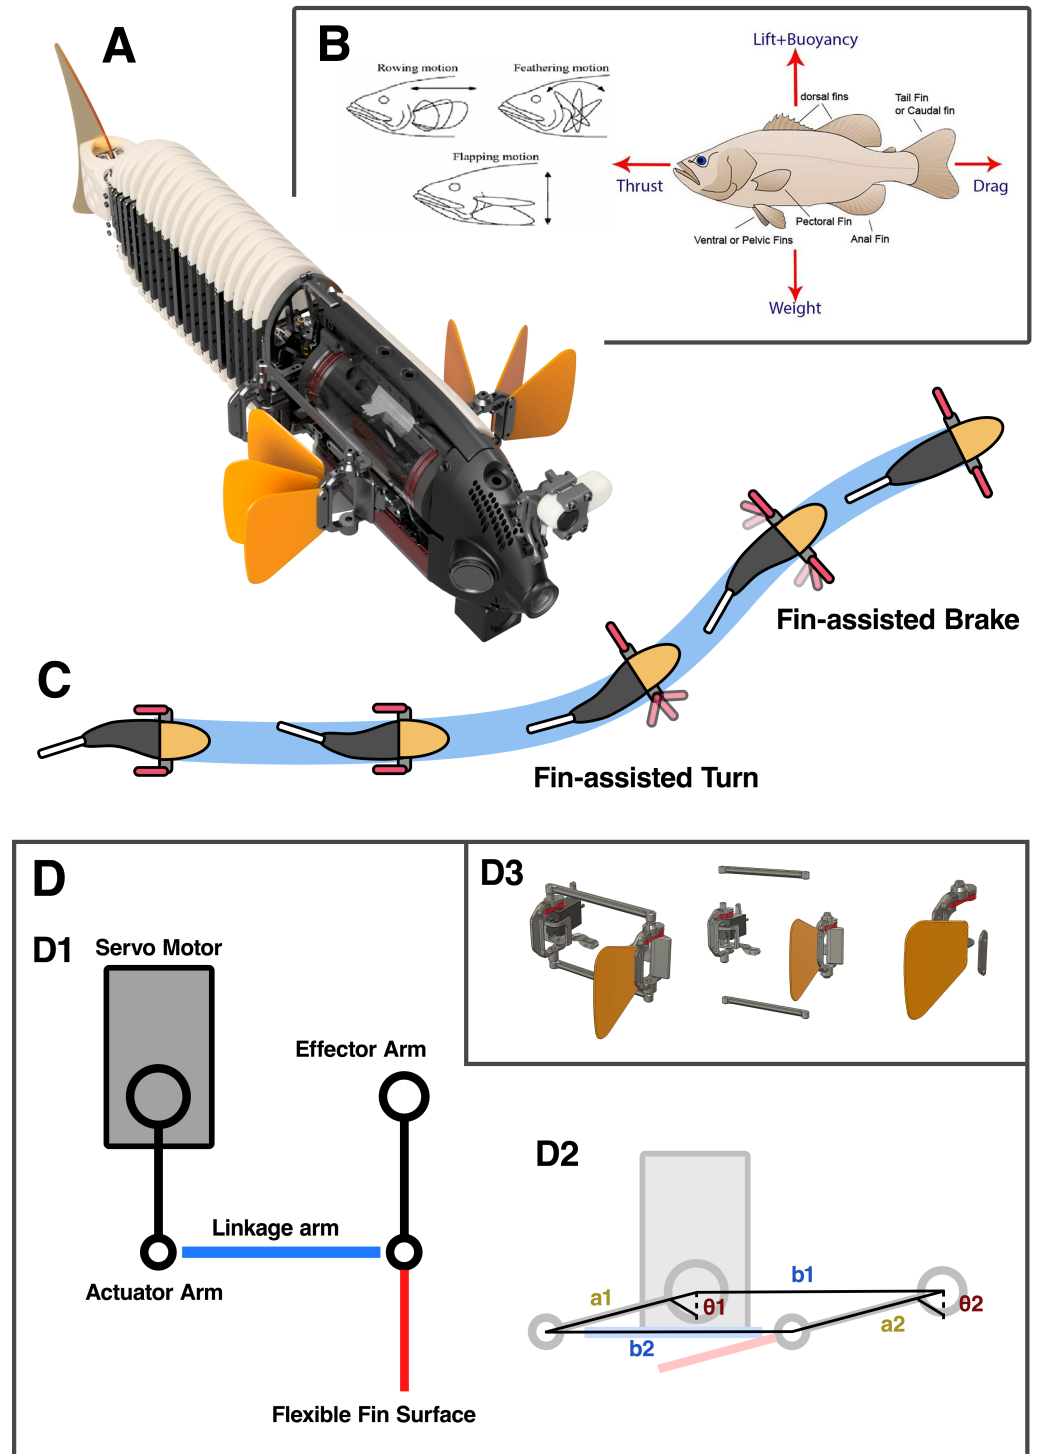 A
B
Rowing motion
Feathering motion
Flapping motion
Lift+Buoyancy
dorsal fins
Tail Fin
or Caudal fin
Thrust
Drag
Pectoral Fin
Ventral or Pelvic Fins
Anal Fin
Weight
C
Fin-assisted Brake
Fin-assisted Turn
D
D1
Servo Motor
Effector Arm
Linkage arm
Actuator Arm
Flexible Fin Surface
D3
D2
b1
a1
θ1
θ2
a2
b2